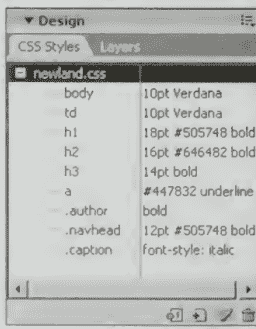 Design
CSS Styles Layers
newland.css
body 10pt Verdana
td 10pt Verdana
h1 18pt #505748 bold
h2 16pt #646482 bold
h3 14pt bold
a #447832 underline
.author bold
.navhead 12pt #505748 bold
.caption font-style: italic